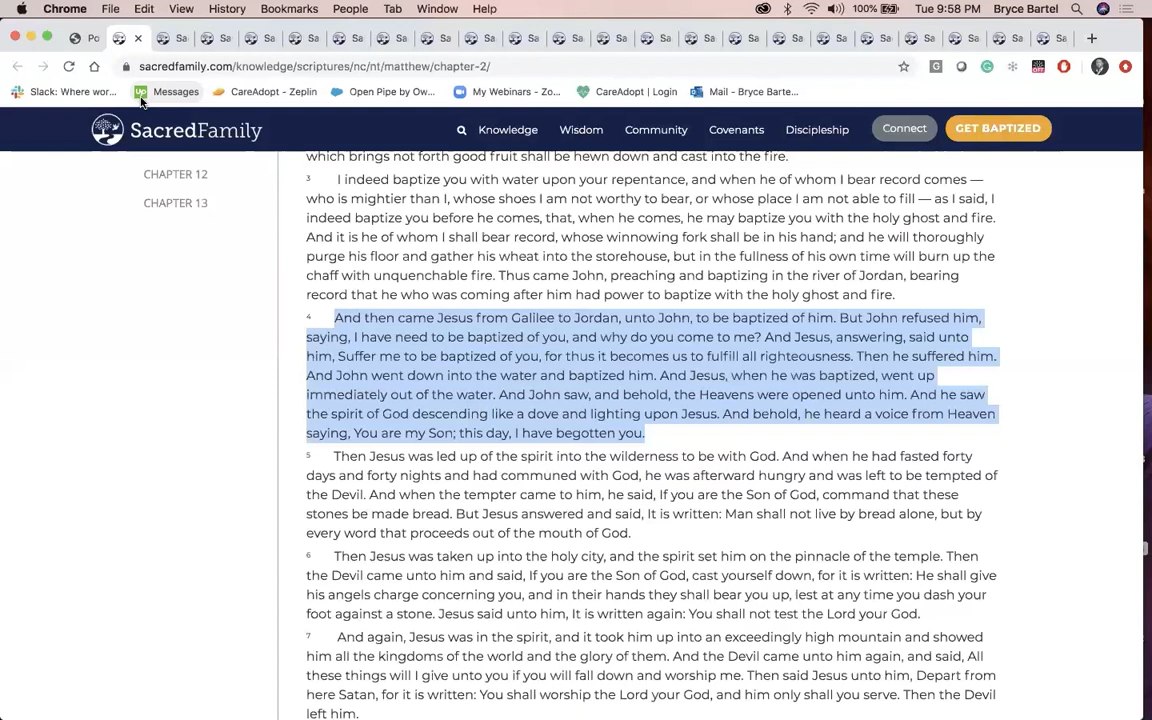 Chrome File Edit View History Bookmarks People Tab Window Help 100% Tue 9:58 PM Bryce Bartel
Po Sa Sa Sa Sa Sa Sa Sa Sa Sa Sa Sa Sa Sa Sa Sa Sa Sa Sa Sa Sa Sa
sacredfamily.com/knowledge/scriptures/nc/nt/matthew/chapter-2/
Slack: Where wor... Up Messages CareAdopt - Zeplin Open Pipe by Ow... My Webinars - Zo... CareAdopt | Login Mail - Bryce Barte...
SacredFamily Knowledge Wisdom Community Covenants Discipleship Connect GET BAPTIZED
CHAPTER 12
CHAPTER 13
which brings not forth good fruit shall be hewn down and cast into the fire.
3 I indeed baptize you with water upon your repentance, and when he of whom I bear record comes —
who is mightier than I, whose shoes I am not worthy to bear, or whose place I am not able to fill — as I said, I
indeed baptize you before he comes, that, when he comes, he may baptize you with the holy ghost and fire.
And it is he of whom I shall bear record, whose winnowing fork shall be in his hand; and he will thoroughly
purge his floor and gather his wheat into the storehouse, but in the fullness of his own time will burn up the
chaff with unquenchable fire. Thus came John, preaching and baptizing in the river of Jordan, bearing
record that he who was coming after him had power to baptize with the holy ghost and fire.
4 And then came Jesus from Galilee to Jordan, unto John, to be baptized of him. But John refused him,
saying, I have need to be baptized of you, and why do you come to me? And Jesus, answering, said unto
him, Suffer me to be baptized of you, for thus it becomes us to fulfill all righteousness. Then he suffered him.
And John went down into the water and baptized him. And Jesus, when he was baptized, went up
immediately out of the water. And John saw, and behold, the Heavens were opened unto him. And he saw
the spirit of God descending like a dove and lighting upon Jesus. And behold, he heard a voice from Heaven
saying, You are my Son; this day, I have begotten you.
5 Then Jesus was led up of the spirit into the wilderness to be with God. And when he had fasted forty
days and forty nights and had communed with God, he was afterward hungry and was left to be tempted of
the Devil. And when the tempter came to him, he said, If you are the Son of God, command that these
stones be made bread. But Jesus answered and said, It is written: Man shall not live by bread alone, but by
every word that proceeds out of the mouth of God.
6 Then Jesus was taken up into the holy city, and the spirit set him on the pinnacle of the temple. Then
the Devil came unto him and said, If you are the Son of God, cast yourself down, for it is written: He shall give
his angels charge concerning you, and in their hands they shall bear you up, lest at any time you dash your
foot against a stone. Jesus said unto him, It is written again: You shall not test the Lord your God.
7 And again, Jesus was in the spirit, and it took him up into an exceedingly high mountain and showed
him all the kingdoms of the world and the glory of them. And the Devil came unto him again, and said, All
these things will I give unto you if you will fall down and worship me. Then said Jesus unto him, Depart from
here Satan, for it is written: You shall worship the Lord your God, and him only shall you serve. Then the Devil
left him.